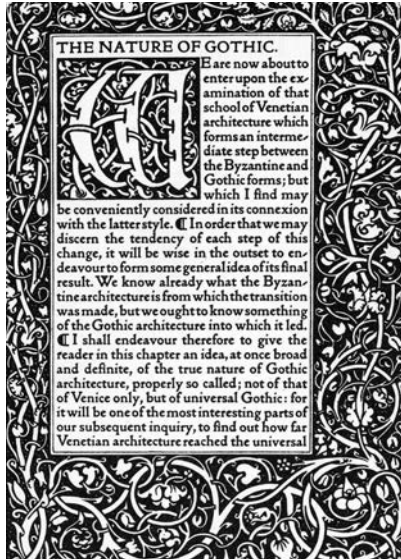 THE NATURE OF GOTHIC.
WE are now about to
enter upon the ex-
amination of that
school of Venetian
architecture which
forms an interme-
diate step between
the Byzantine and
Gothic forms; but
which I find may
be conveniently considered in its connexion
with the latter style. ¶ In order that we may
discern the tendency of each step of this
change, it will be wise in the outset to en-
deavour to form some general idea of its final
result. We know already what the Byzan-
tine architecture is from which the transition
was made, but we ought to know something
of the Gothic architecture into which it led.
¶ I shall endeavour therefore to give the
reader in this chapter an idea, at once broad
and definite, of the true nature of Gothic
architecture, properly so called; not of that
of Venice only, but of universal Gothic: for
it will be one of the most interesting parts of
our subsequent inquiry, to find out how far
Venetian architecture reached the universal